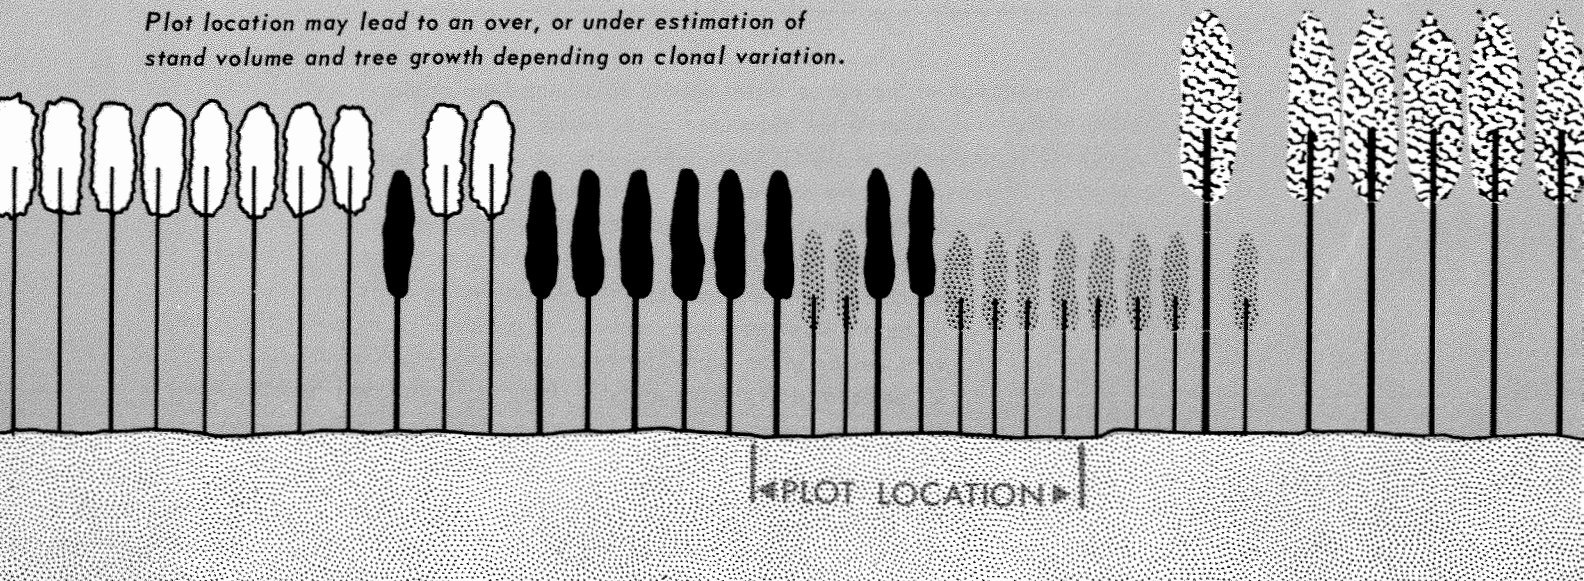 Plot location may lead to an over, or under estimation of
stand volume and tree growth depending on clonal variation.
PLOT LOCATION